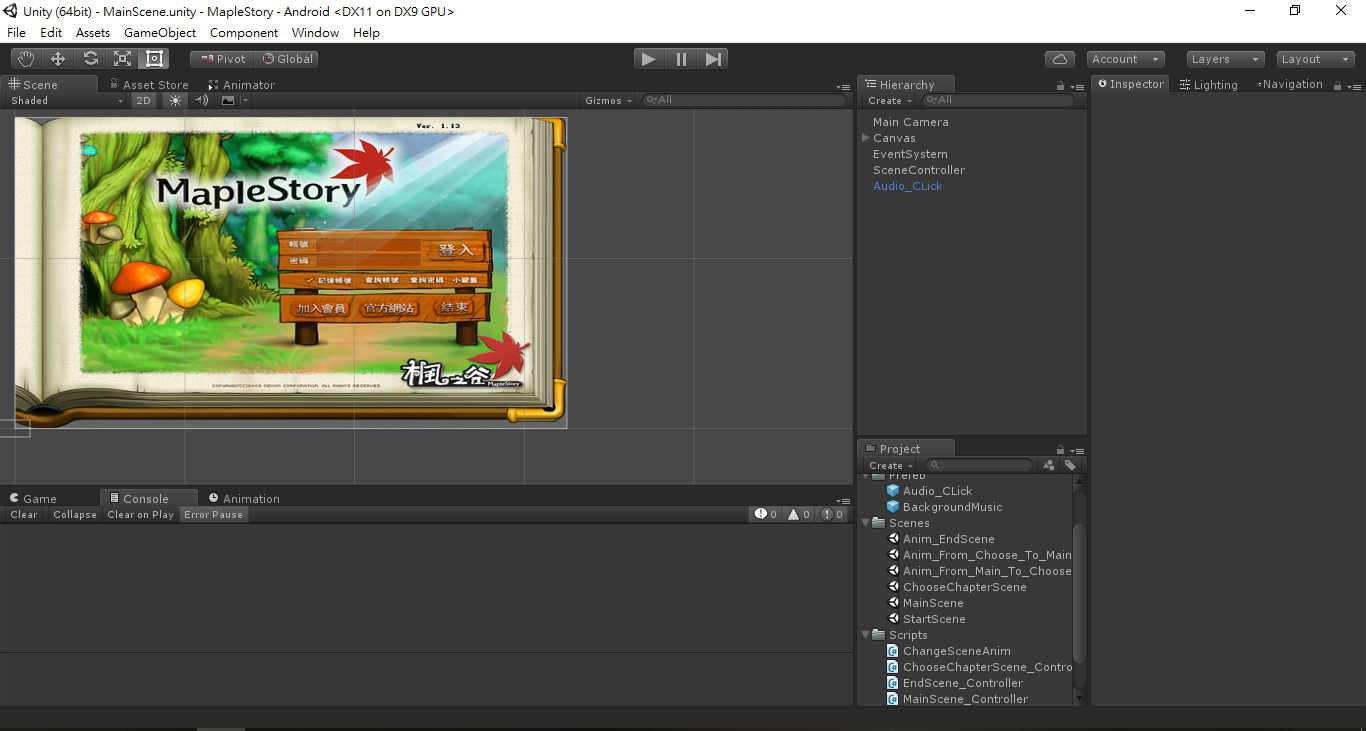 Unity (64bit) - MainScene.unity - MapleStory - Android <DX11 on DX9 GPU>
File Edit Assets GameObject Component Window Help
Pivot Global Account Layers Layout
Scene Asset Store Animator
Shaded 2D Gizmos All
Ver. 1.13
MapleStory
帳號
登入
密碼
記憶帳號 查詢帳號 查詢密碼 小鍵盤
加入會員 官方網站 結束
楓之谷
MapleStory
COPYRIGHT(C)2003 NEXON CORPORATION. ALL RIGHTS RESERVED.
Game Console Animation
Clear Collapse Clear on Play Error Pause 0 0 0
Hierarchy
Create All
Main Camera
Canvas
EventSystem
SceneController
Audio_CLick
Project
Create
Prefeb
Audio_CLick
BackgroundMusic
Scenes
Anim_EndScene
Anim_From_Choose_To_Main
Anim_From_Main_To_Choose
ChooseChapterScene
MainScene
StartScene
Scripts
ChangeSceneAnim
ChooseChapterScene_Contro
EndScene_Controller
MainScene_Controller
Inspector Lighting Navigation